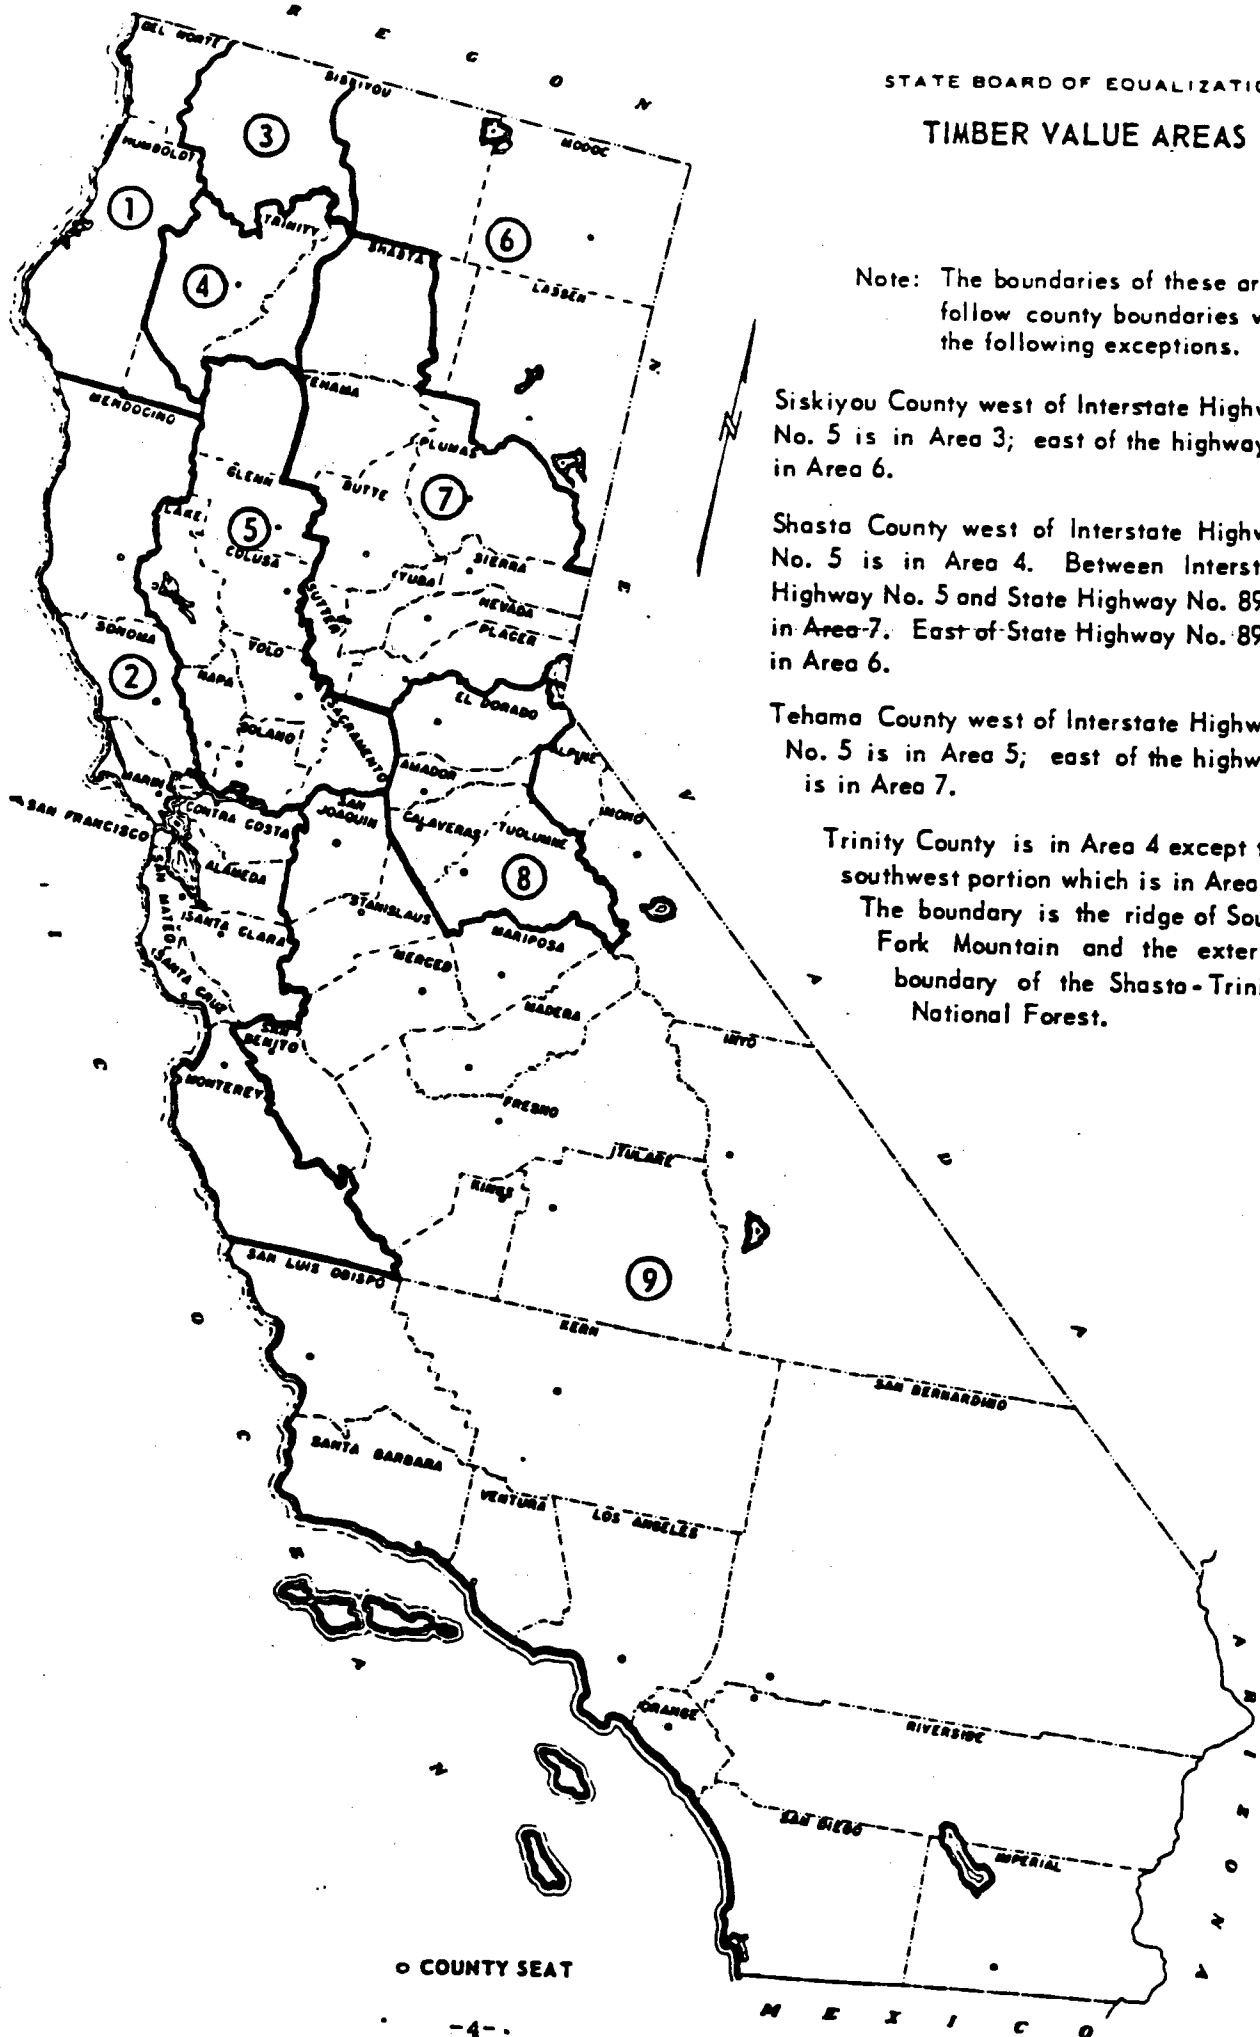 OREGON
STATE BOARD OF EQUALIZATIO
TIMBER VALUE AREAS
Note: The boundaries of these ar
follow county boundaries w
the following exceptions.
Siskiyou County west of Interstate Highw
No. 5 is in Area 3; east of the highway
in Area 6.
Shasta County west of Interstate Highw
No. 5 is in Area 4. Between Interst
Highway No. 5 and State Highway No. 89
in Area 7. East of State Highway No. 89
in Area 6.
Tehama County west of Interstate Highw
No. 5 is in Area 5; east of the highw
is in Area 7.
Trinity County is in Area 4 except t
southwest portion which is in Area
The boundary is the ridge of Sou
Fork Mountain and the exter
boundary of the Shasta-Trini
National Forest.
DEL NORTE
SISKIYOU
MODOC
3
HUMBOLDT
1
TRINITY
SHASTA
6
4
LASSEN
TEHAMA
MENDOCINO
PLUMAS
GLENN
BUTTE
7
LAKE
5
COLUSA
SIERRA
YUBA
SUTTER
NEVADA
PLACER
SONOMA
YOLO
NAPA
2
EL DORADO
SACRAMENTO
SOLANO
ALPINE
AMADOR
MARIN
SAN JOAQUIN
CONTRA COSTA
CALAVERAS
TUOLUMNE
MONO
SAN FRANCISCO
ALAMEDA
8
SAN MATEO
STANISLAUS
SANTA CLARA
MARIPOSA
MERCED
SANTA CRUZ
MADERA
SAN BENITO
INYO
MONTEREY
FRESNO
TULARE
KINGS
SAN LUIS OBISPO
9
KERN
SAN BERNARDINO
SANTA BARBARA
VENTURA
LOS ANGELES
ORANGE
RIVERSIDE
SAN DIEGO
IMPERIAL
NEVADA
ARIZONA
OCEAN
COUNTY SEAT
MEXICO
-4-